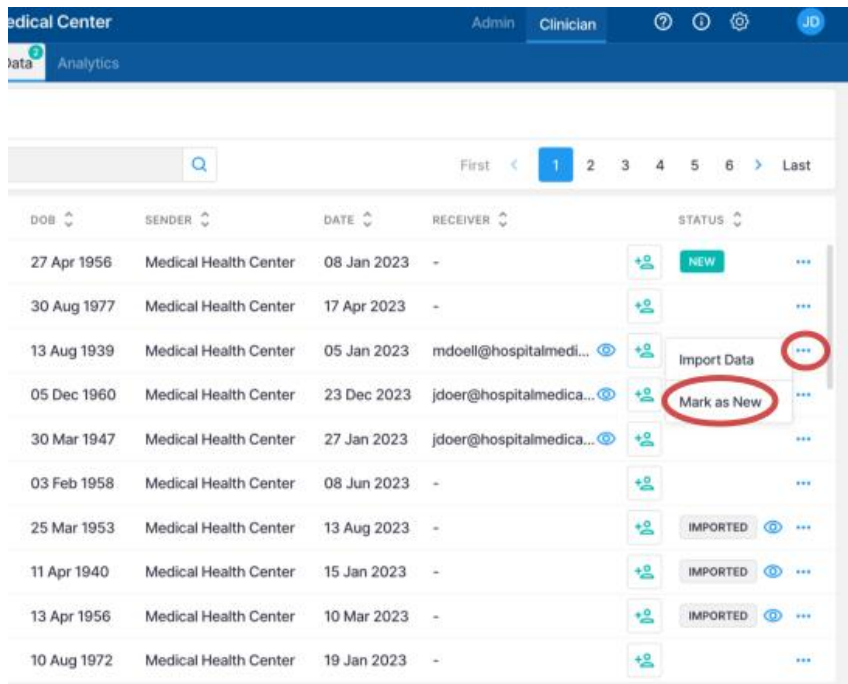 edical Center Admin Clinician JD
Data 2 Analytics
First < 1 2 3 4 5 6 > Last
DOB SENDER DATE RECEIVER STATUS
27 Apr 1956 Medical Health Center 08 Jan 2023 - NEW ...
30 Aug 1977 Medical Health Center 17 Apr 2023 - ...
13 Aug 1939 Medical Health Center 05 Jan 2023 mdoell@hospitalmedi... ...
Import Data
05 Dec 1960 Medical Health Center 23 Dec 2023 jdoer@hospitalmedica... ...
Mark as New
30 Mar 1947 Medical Health Center 27 Jan 2023 jdoer@hospitalmedica... ...
03 Feb 1958 Medical Health Center 08 Jun 2023 - ...
25 Mar 1953 Medical Health Center 13 Aug 2023 - IMPORTED ...
11 Apr 1940 Medical Health Center 15 Jan 2023 - IMPORTED ...
13 Apr 1956 Medical Health Center 10 Mar 2023 - IMPORTED ...
10 Aug 1972 Medical Health Center 19 Jan 2023 - ...